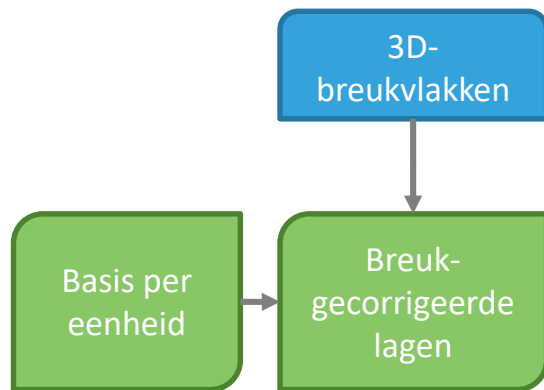 3D-
breukvlakken
Basis per
eenheid
Breuk-
gecorrigeerde
lagen